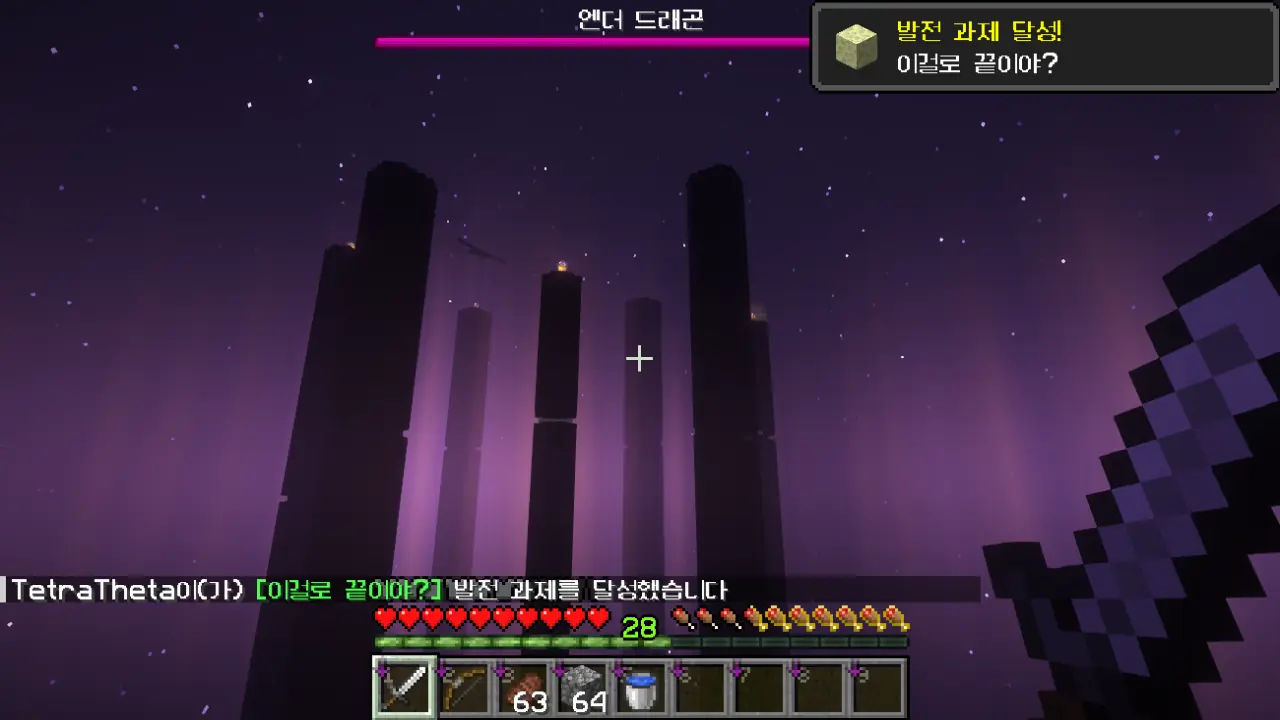 엔더 드래곤
발전 과제 달성!
이걸로 끝이야?
TetraTheta이(가) [이걸로 끝이야?] 발전 과제를 달성했습니다
28
63 64